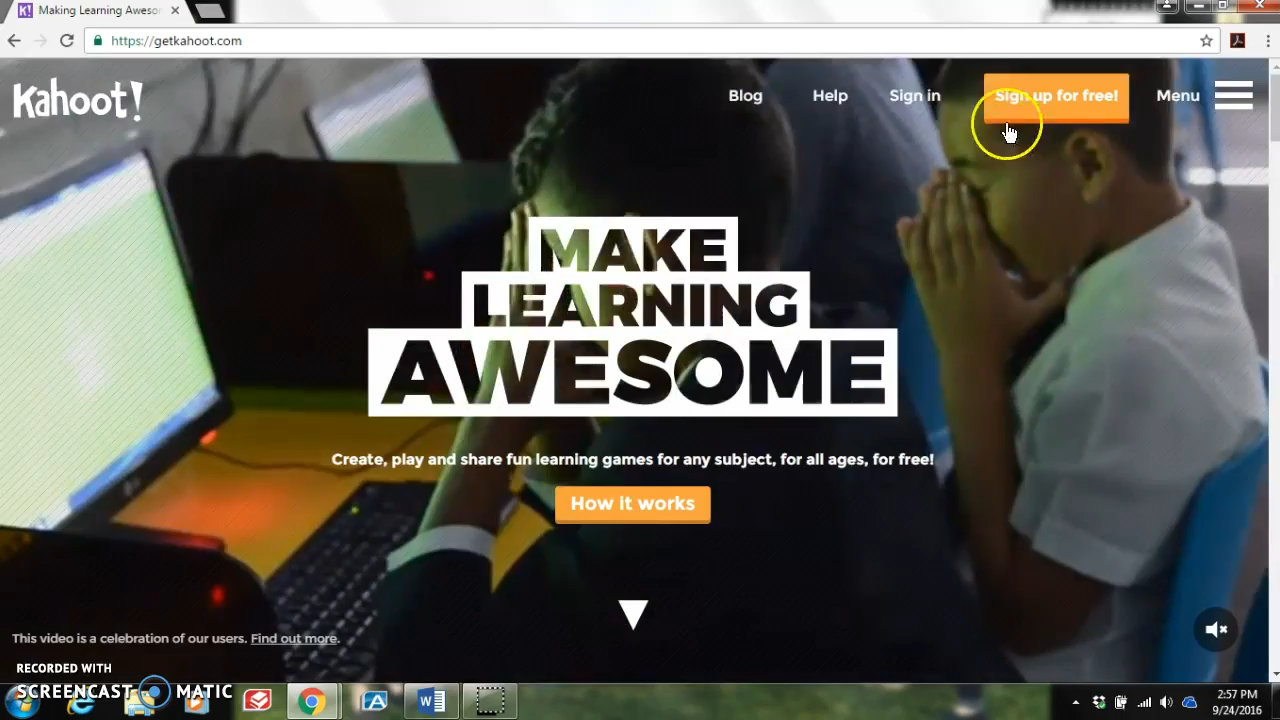 Making Learning Aweso
https://getkahoot.com
Kahoot!
Blog
Help
Sign in
Sign up for free!
Menu
MAKE
LEARNING
AWESOME
Create, play and share fun learning games for any subject, for all ages, for free!
How it works
This video is a celebration of our users. Find out more.
RECORDED WITH
SCREENCAST MATIC
2:57 PM
9/24/2016